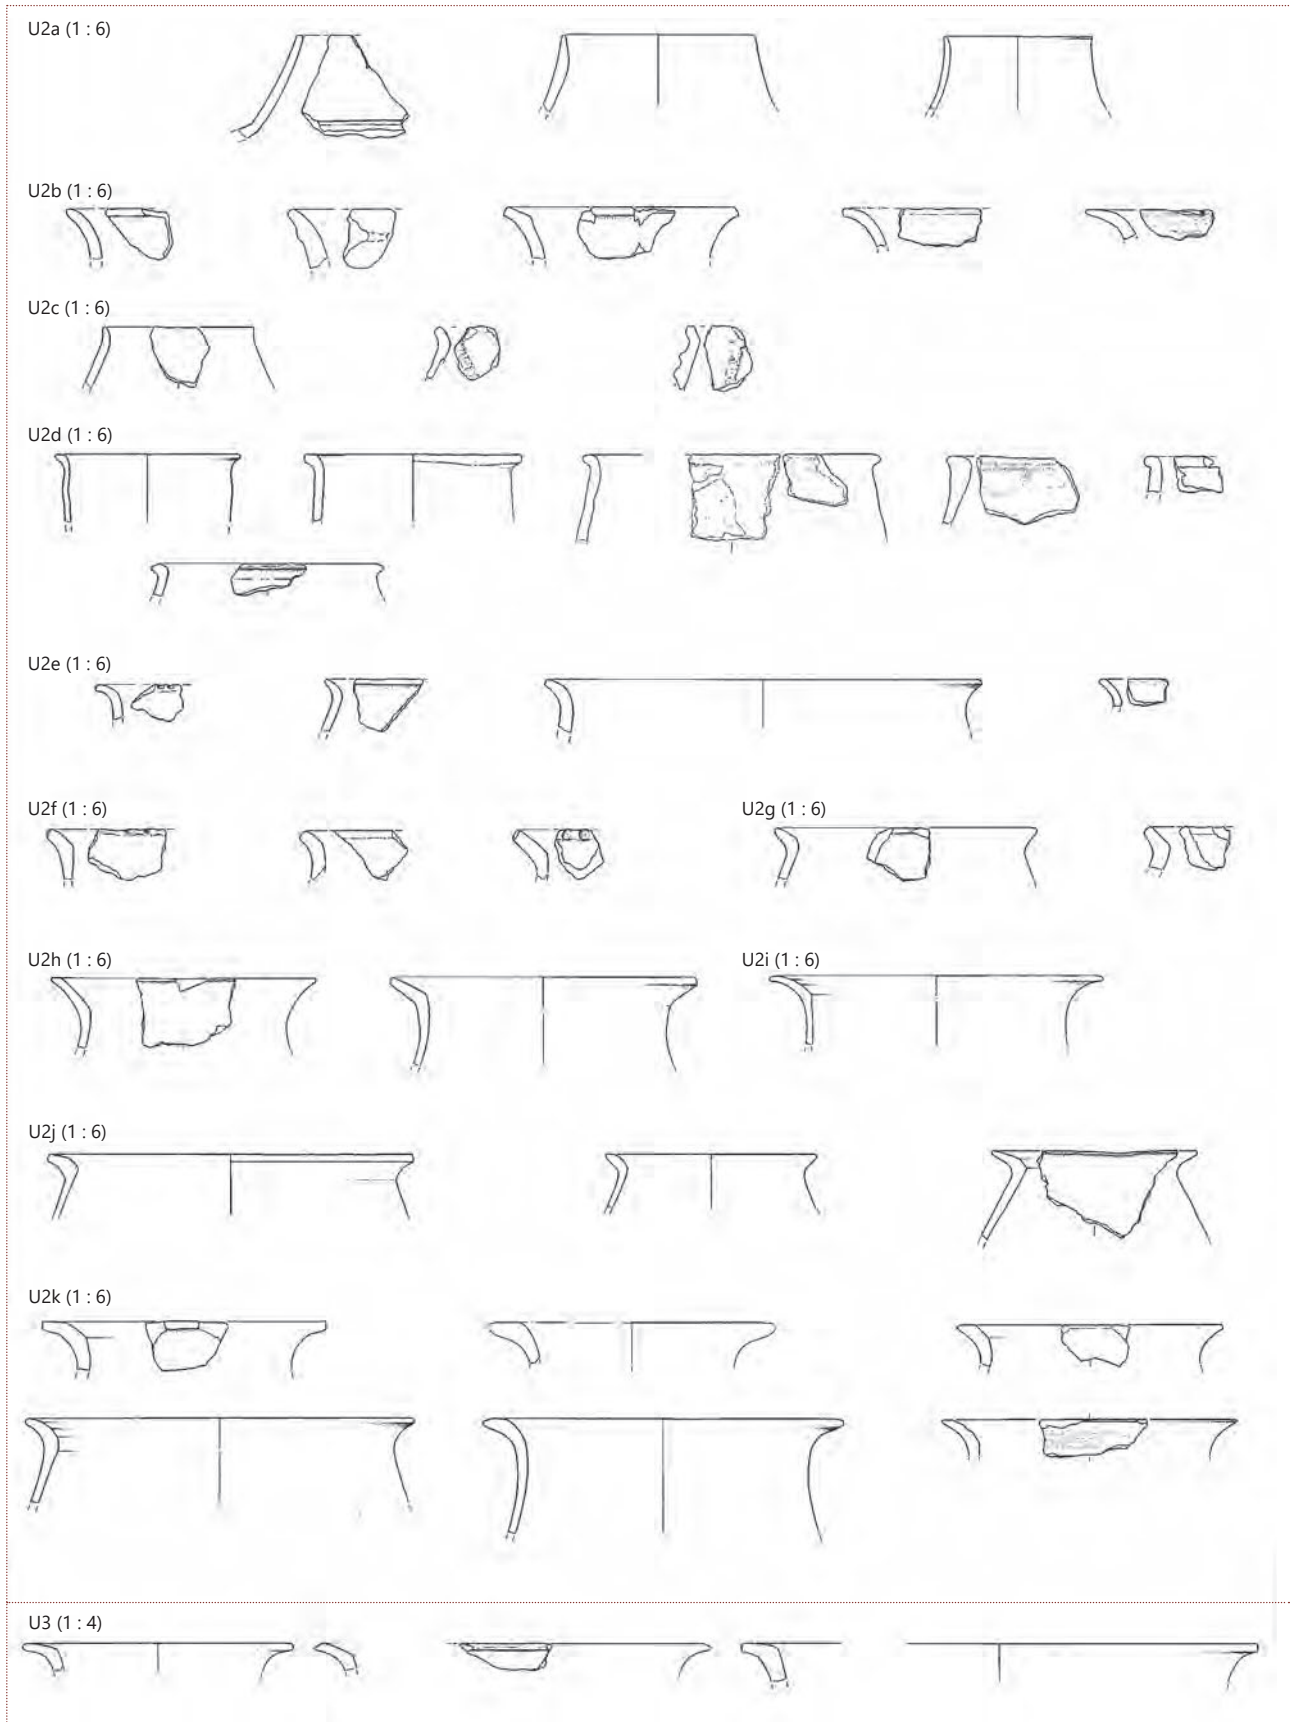 U2a (1 : 6)
U2b (1 : 6)
U2c (1 : 6)
U2d (1 : 6)
U2e (1 : 6)
U2f (1 : 6)
U2g (1 : 6)
U2h (1 : 6)
U2i (1 : 6)
U2j (1 : 6)
U2k (1 : 6)
U3 (1 : 4)